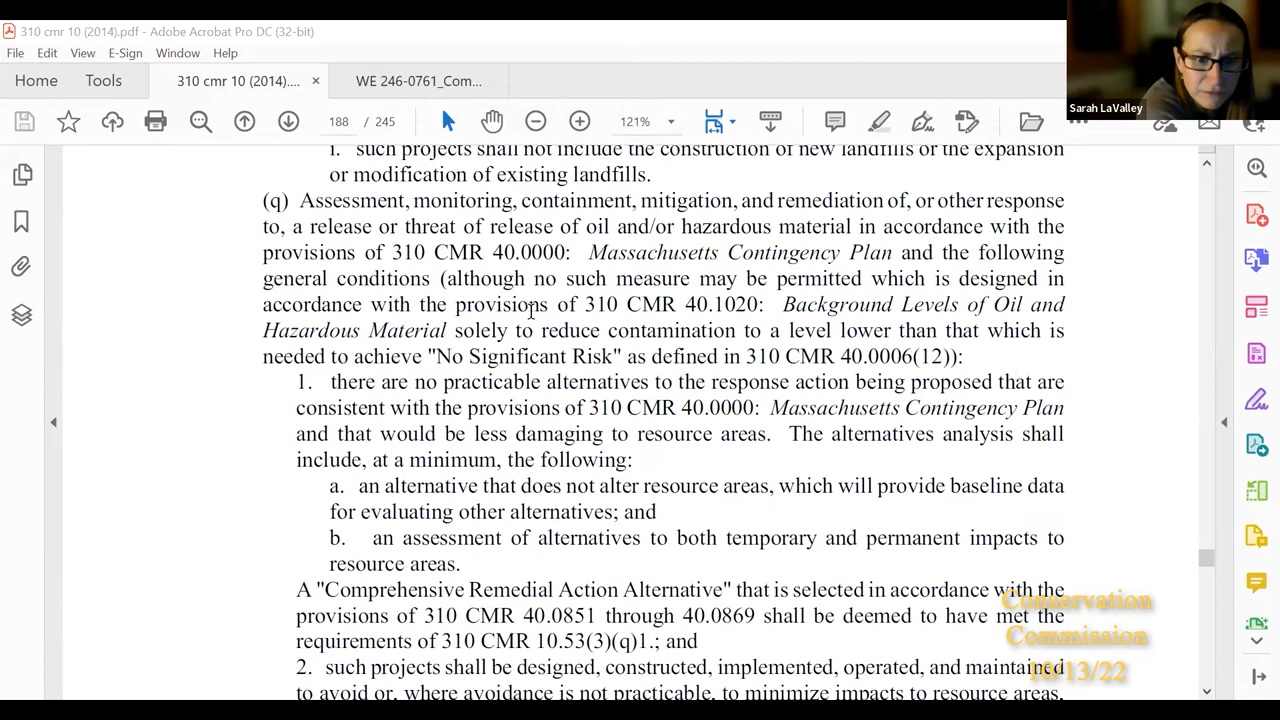 310 cmr 10 (2014).pdf - Adobe Acrobat Pro DC (32-bit)
File Edit View E-Sign Window Help
Home Tools 310 cmr 10 (2014).... × WE 246-0761_Com...
188 / 245 121%
Sarah LaValley
i. such projects shall not include the construction of new landfills or the expansion
or modification of existing landfills.
(q) Assessment, monitoring, containment, mitigation, and remediation of, or other response
to, a release or threat of release of oil and/or hazardous material in accordance with the
provisions of 310 CMR 40.0000: Massachusetts Contingency Plan and the following
general conditions (although no such measure may be permitted which is designed in
accordance with the provisions of 310 CMR 40.1020: Background Levels of Oil and
Hazardous Material solely to reduce contamination to a level lower than that which is
needed to achieve "No Significant Risk" as defined in 310 CMR 40.0006(12)):
1. there are no practicable alternatives to the response action being proposed that are
consistent with the provisions of 310 CMR 40.0000: Massachusetts Contingency Plan
and that would be less damaging to resource areas. The alternatives analysis shall
include, at a minimum, the following:
a. an alternative that does not alter resource areas, which will provide baseline data
for evaluating other alternatives; and
b. an assessment of alternatives to both temporary and permanent impacts to
resource areas.
A "Comprehensive Remedial Action Alternative" that is selected in accordance with the
provisions of 310 CMR 40.0851 through 40.0869 shall be deemed to have met the
requirements of 310 CMR 10.53(3)(q)1.; and
2. such projects shall be designed, constructed, implemented, operated, and maintained
to avoid or, where avoidance is not practicable, to minimize impacts to resource areas,
Conservation
Commission
10/13/22